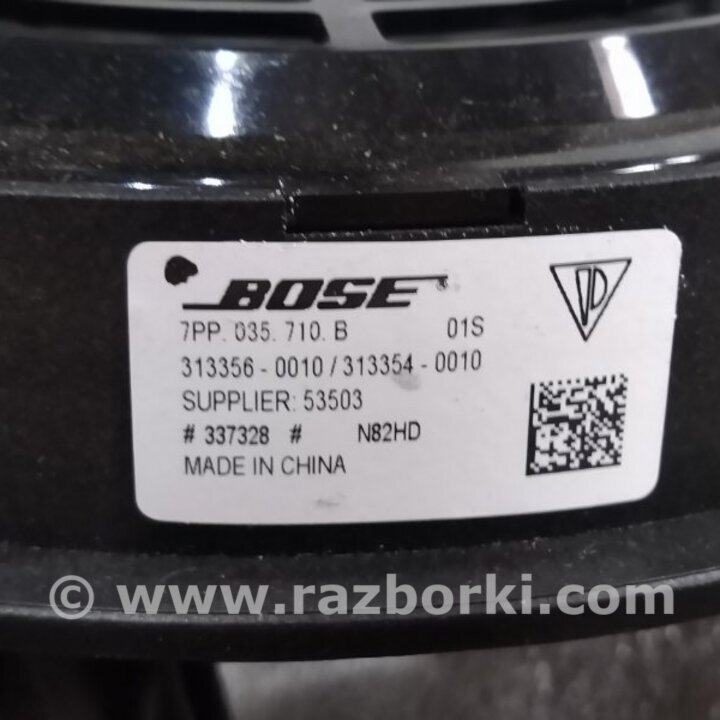 BOSE®
7PP. 035. 710. B 01S
313356 - 0010 / 313354 - 0010
SUPPLIER: 53503
# 337328 # N82HD
MADE IN CHINA
© www.razborki.com